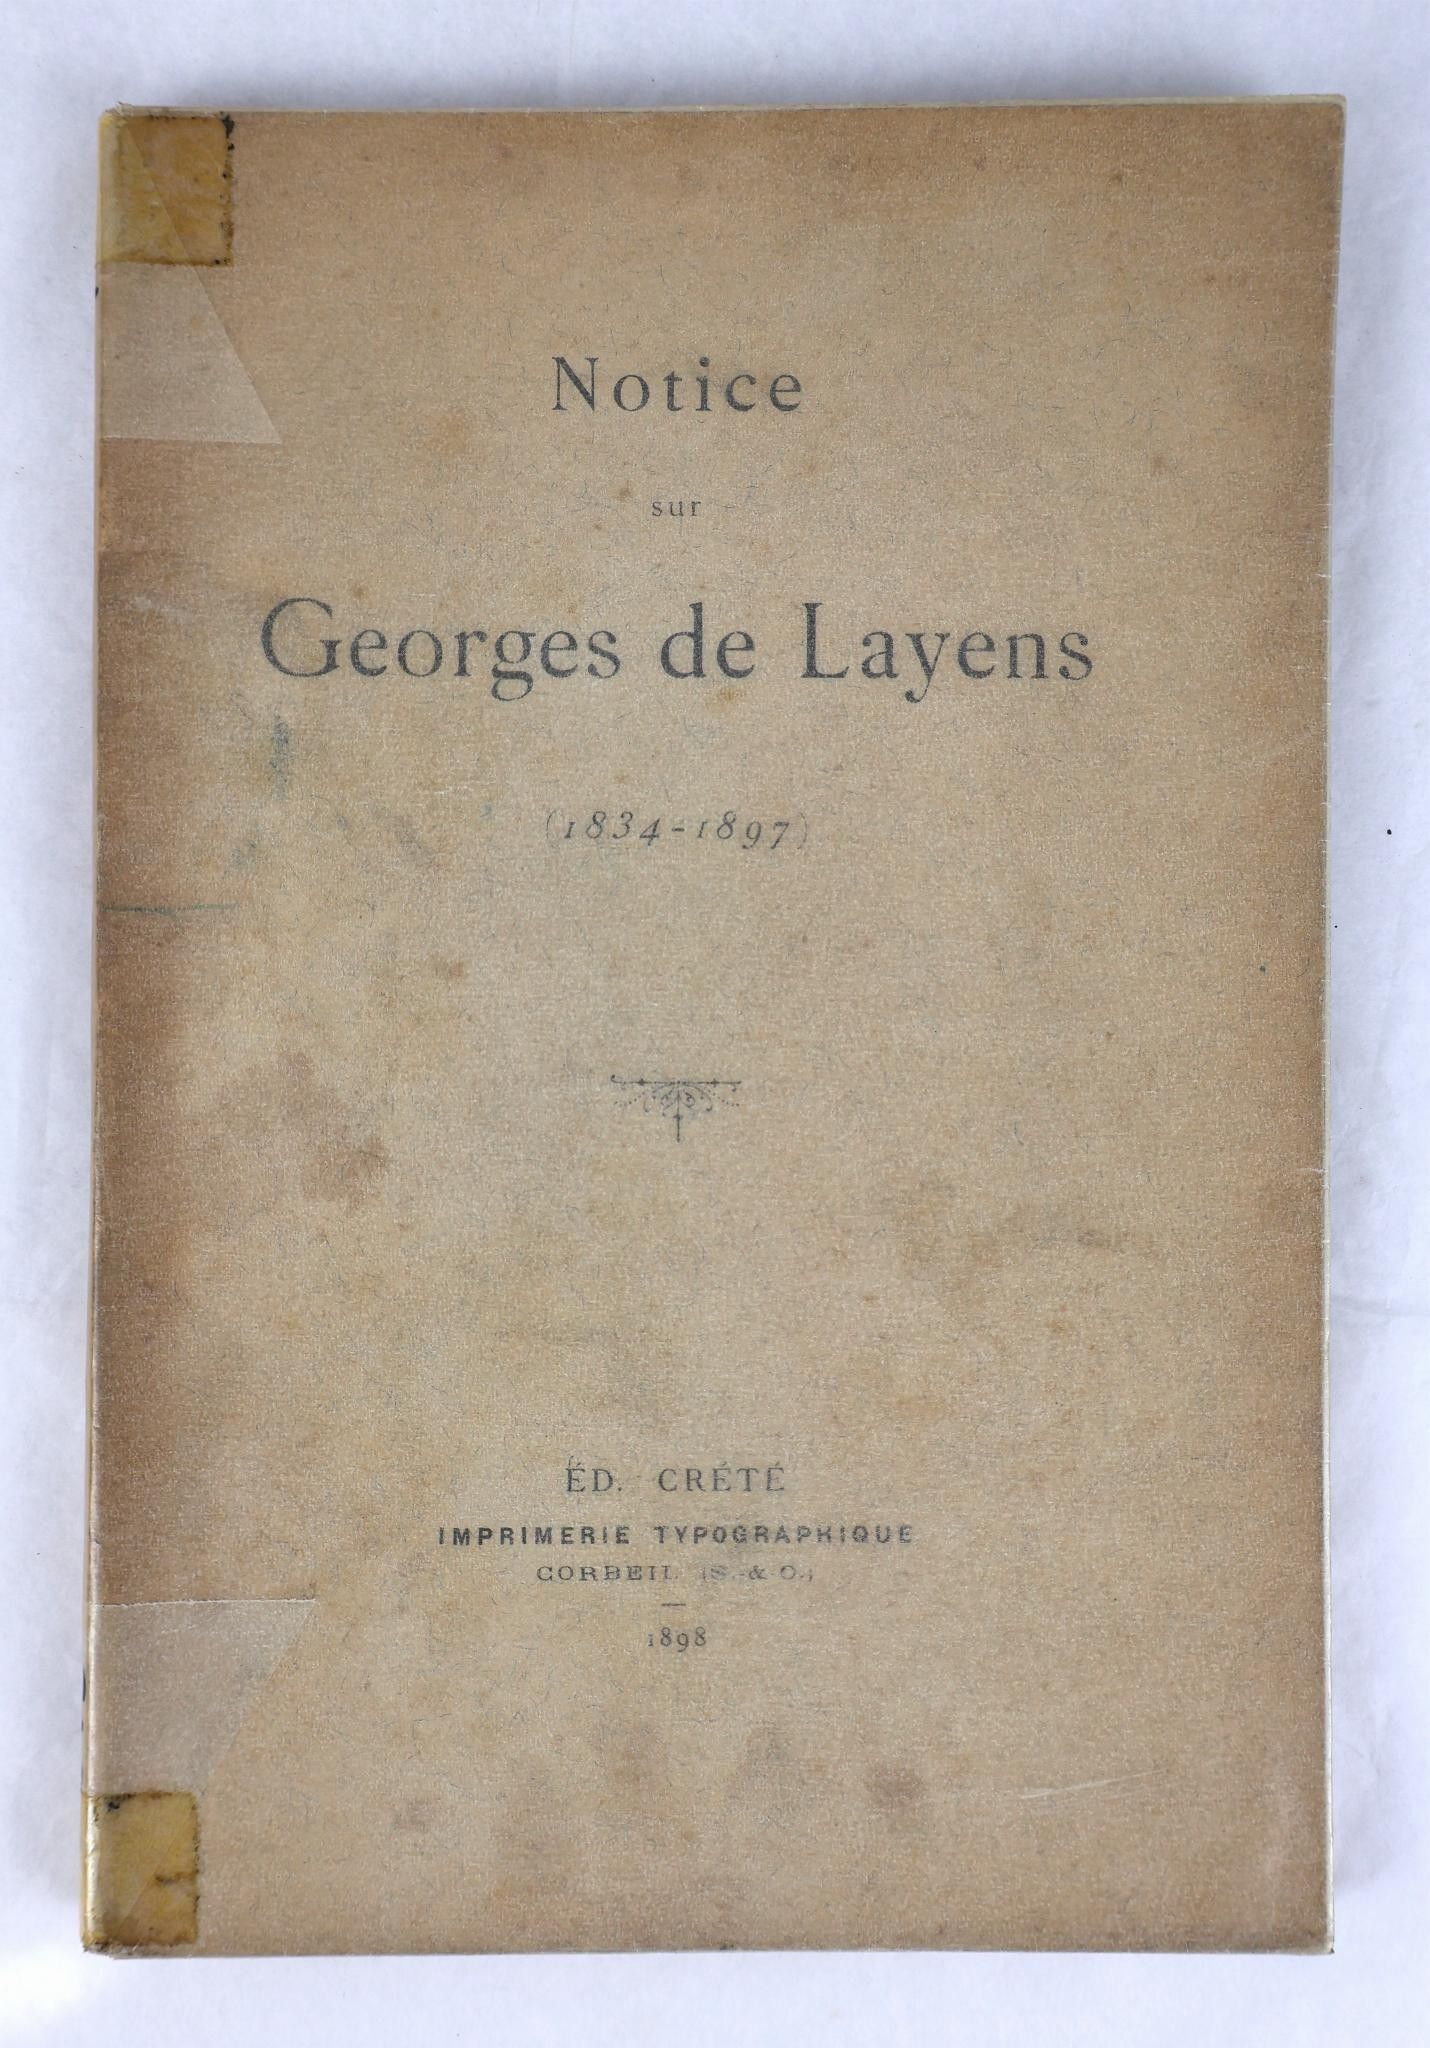 Notice
sur
Georges de Layens
(1834-1897)
ÉD. CRÉTÉ
IMPRIMERIE TYPOGRAPHIQUE
CORBEIL (S.-& O.)
1898